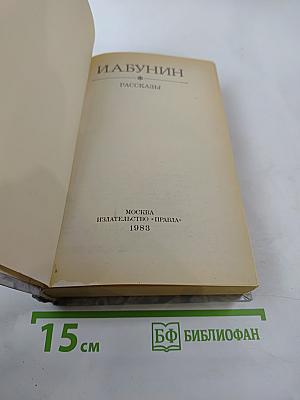 И.А.БУНИН
РАССКАЗЫ
МОСКВА
ИЗДАТЕЛЬСТВО «ПРАВДА»
1983
15 см
БФ БИБЛИОФАН